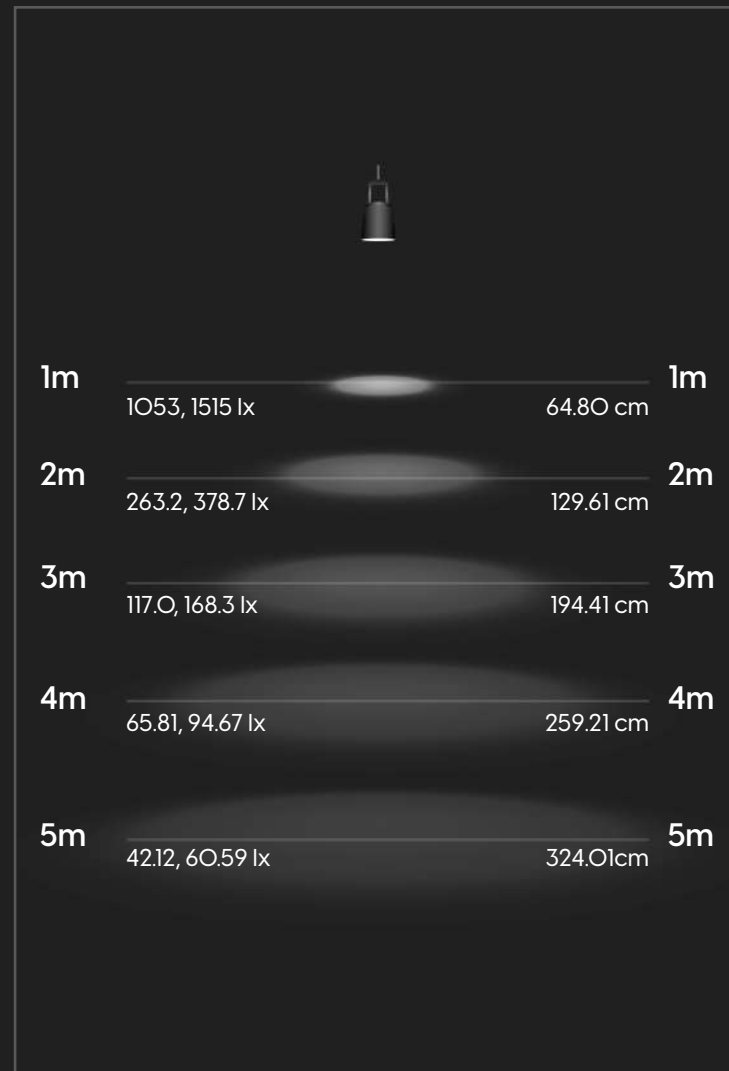 1m 1m
1053, 1515 lx 64.80 cm
2m 2m
263.2, 378.7 lx 129.61 cm
3m 3m
117.0, 168.3 lx 194.41 cm
4m 4m
65.81, 94.67 lx 259.21 cm
5m 5m
42.12, 60.59 lx 324.01cm